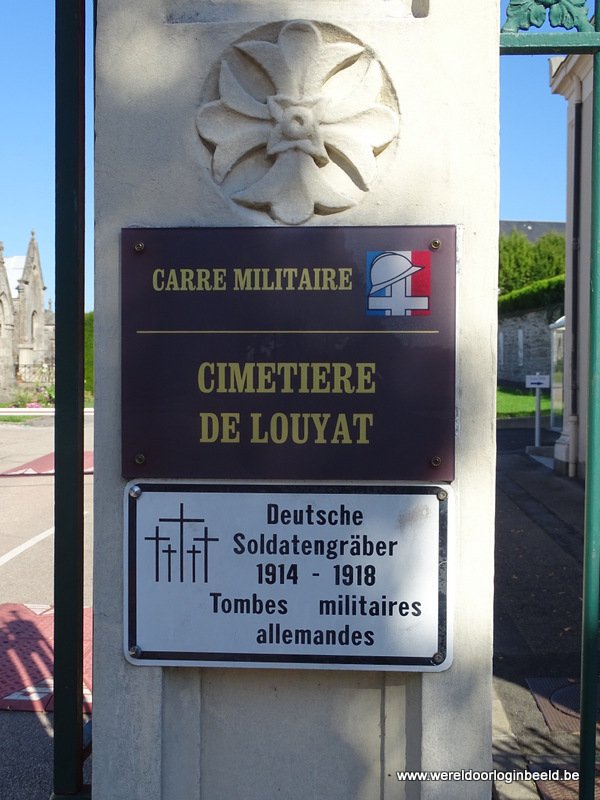 CARRE MILITAIRE
CIMETIERE
DE LOUYAT
Deutsche
Soldatengräber
1914 - 1918
Tombes militaires
allemandes
www.wereldoorloginbeeld.be